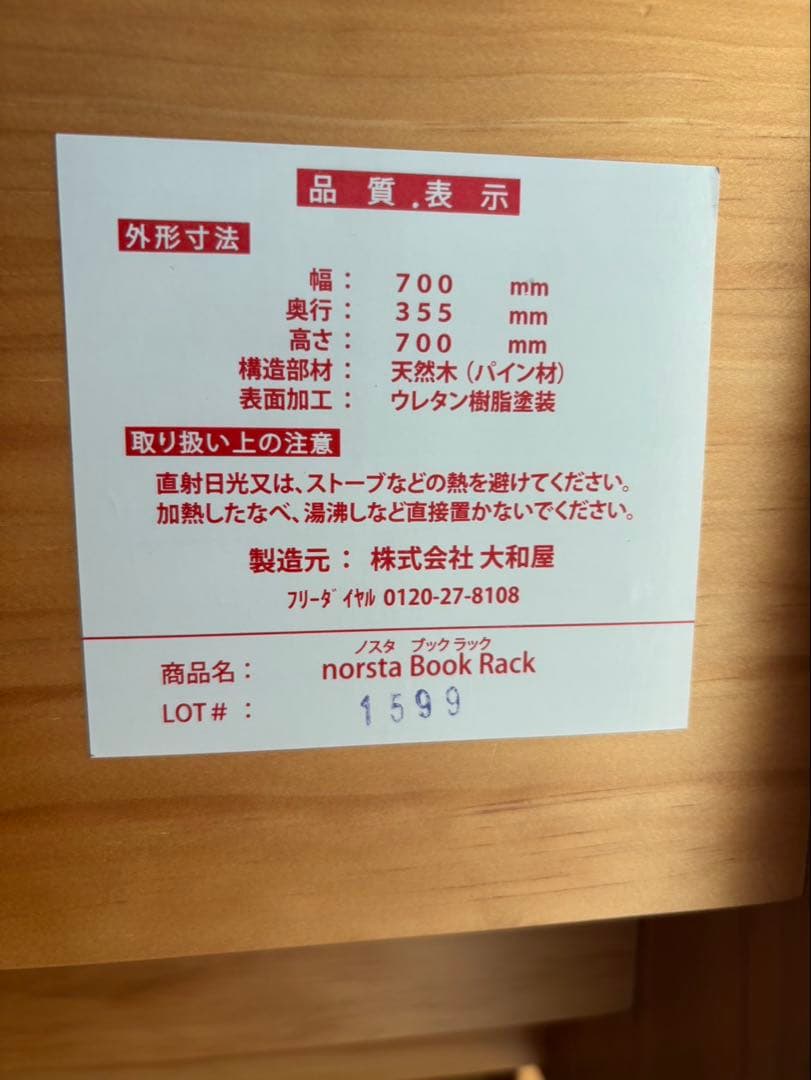 品質表示
外形寸法
幅： 700 mm
奥行： 355 mm
高さ： 700 mm
構造部材： 天然木（パイン材）
表面加工： ウレタン樹脂塗装
取り扱い上の注意
直射日光又は、ストーブなどの熱を避けてください。
加熱したなべ、湯沸しなど直接置かないでください。
製造元： 株式会社 大和屋
ﾌﾘｰﾀﾞｲﾔﾙ 0120-27-8108
ノスタ ブック ラック
商品名： norsta Book Rack
LOT#： 1599